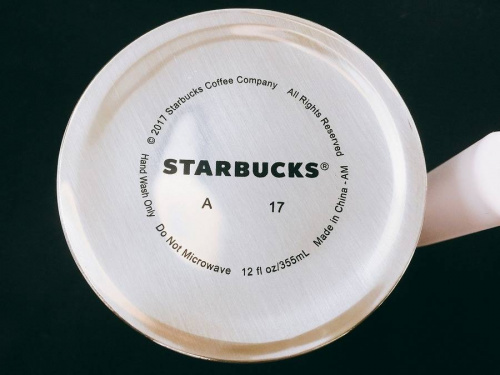 © 2017 Starbucks Coffee Company All Rights Reserved
STARBUCKS®
A 17
Hand Wash Only Do Not Microwave 12 fl oz/355mL Made in China - AM